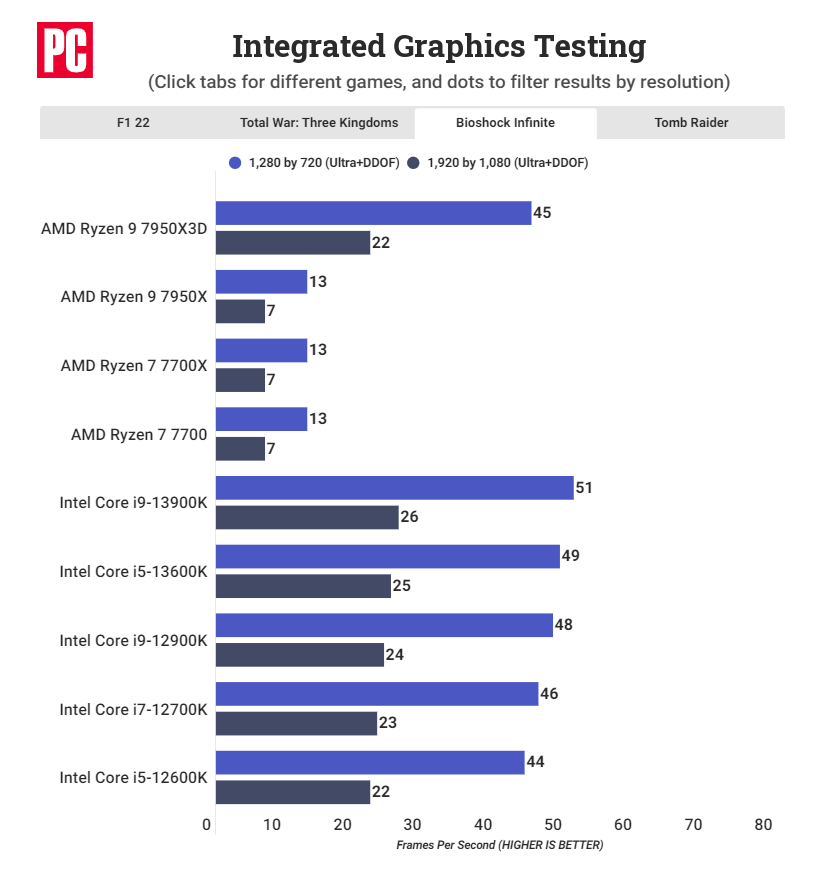 PC
Integrated Graphics Testing
(Click tabs for different games, and dots to filter results by resolution)
F1 22 Total War: Three Kingdoms Bioshock Infinite Tomb Raider
1,280 by 720 (Ultra+DDOF) 1,920 by 1,080 (Ultra+DDOF)
45
AMD Ryzen 9 7950X3D
22
13
AMD Ryzen 9 7950X
7
13
AMD Ryzen 7 7700X
7
13
AMD Ryzen 7 7700
7
51
Intel Core i9-13900K
26
49
Intel Core i5-13600K
25
48
Intel Core i9-12900K
24
46
Intel Core i7-12700K
23
44
Intel Core i5-12600K
22
0 10 20 30 40 50 60 70 80
Frames Per Second (HIGHER IS BETTER)